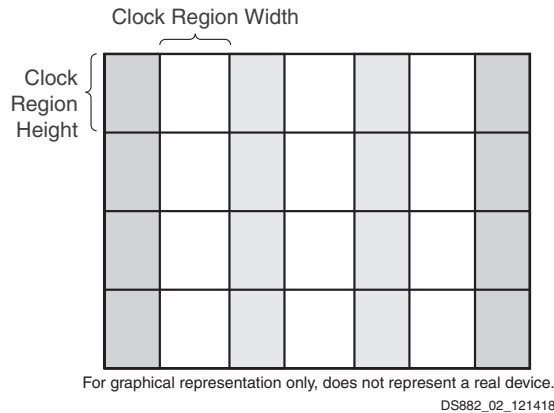 Clock Region Width
Clock
Region
Height
For graphical representation only, does not represent a real device.
DS882_02_121418